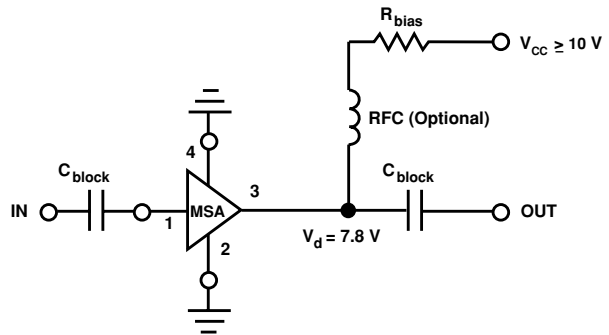 R_bias
V_CC ≥ 10 V
RFC (Optional)
4
C_block
3
C_block
IN
MSA
OUT
1
2
V_d = 7.8 V